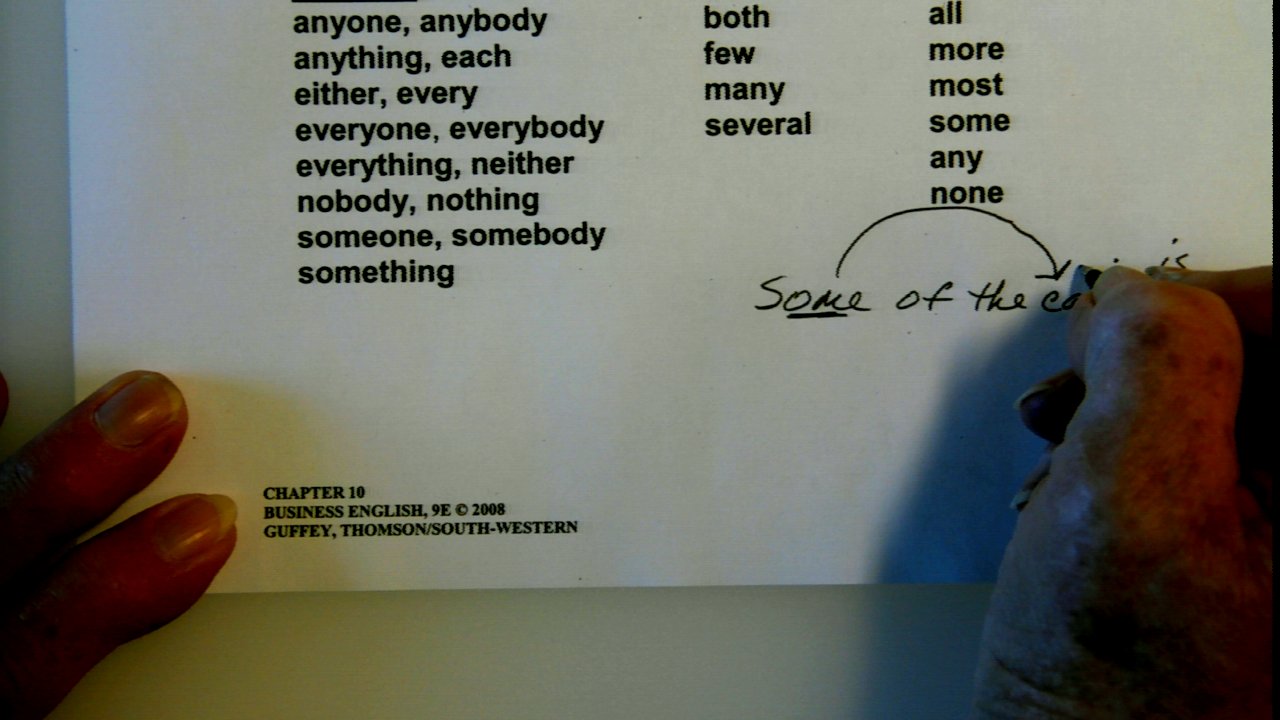 anyone, anybody
anything, each
either, every
everyone, everybody
everything, neither
nobody, nothing
someone, somebody
something
both
few
many
several
all
more
most
some
any
none
Some of the is
CHAPTER 10
BUSINESS ENGLISH, 9E © 2008
GUFFEY, THOMSON/SOUTH-WESTERN